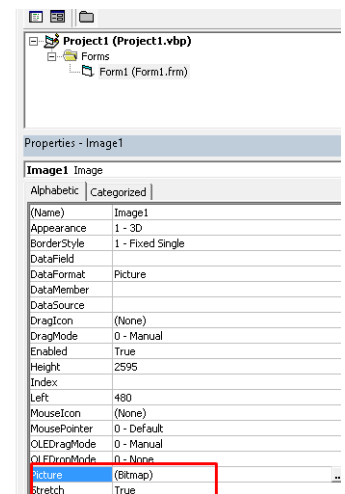 Project1 (Project1.vbp)
Forms
Form1 (Form1.frm)
Properties - Image1
Image1 Image
Alphabetic Categorized
(Name) Image1
Appearance 1 - 3D
BorderStyle 1 - Fixed Single
DataField
DataFormat Picture
DataMember
DataSource
DragIcon (None)
DragMode 0 - Manual
Enabled True
Height 2595
Index
Left 480
MouseIcon (None)
MousePointer 0 - Default
OLEDragMode 0 - Manual
OLEDropMode 0 - None
Picture (Bitmap) ..
Stretch True